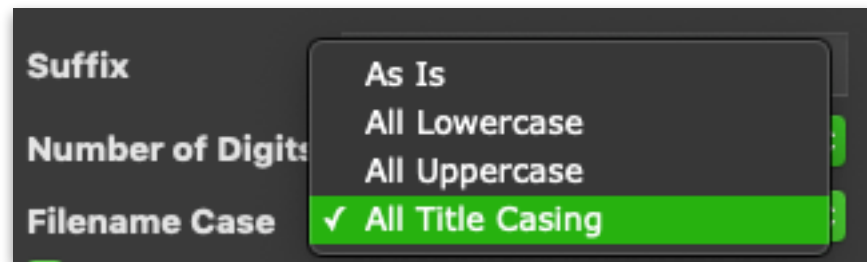 Suffix
As Is
All Lowercase
Number of Digits
All Uppercase
Filename Case
✓ All Title Casing